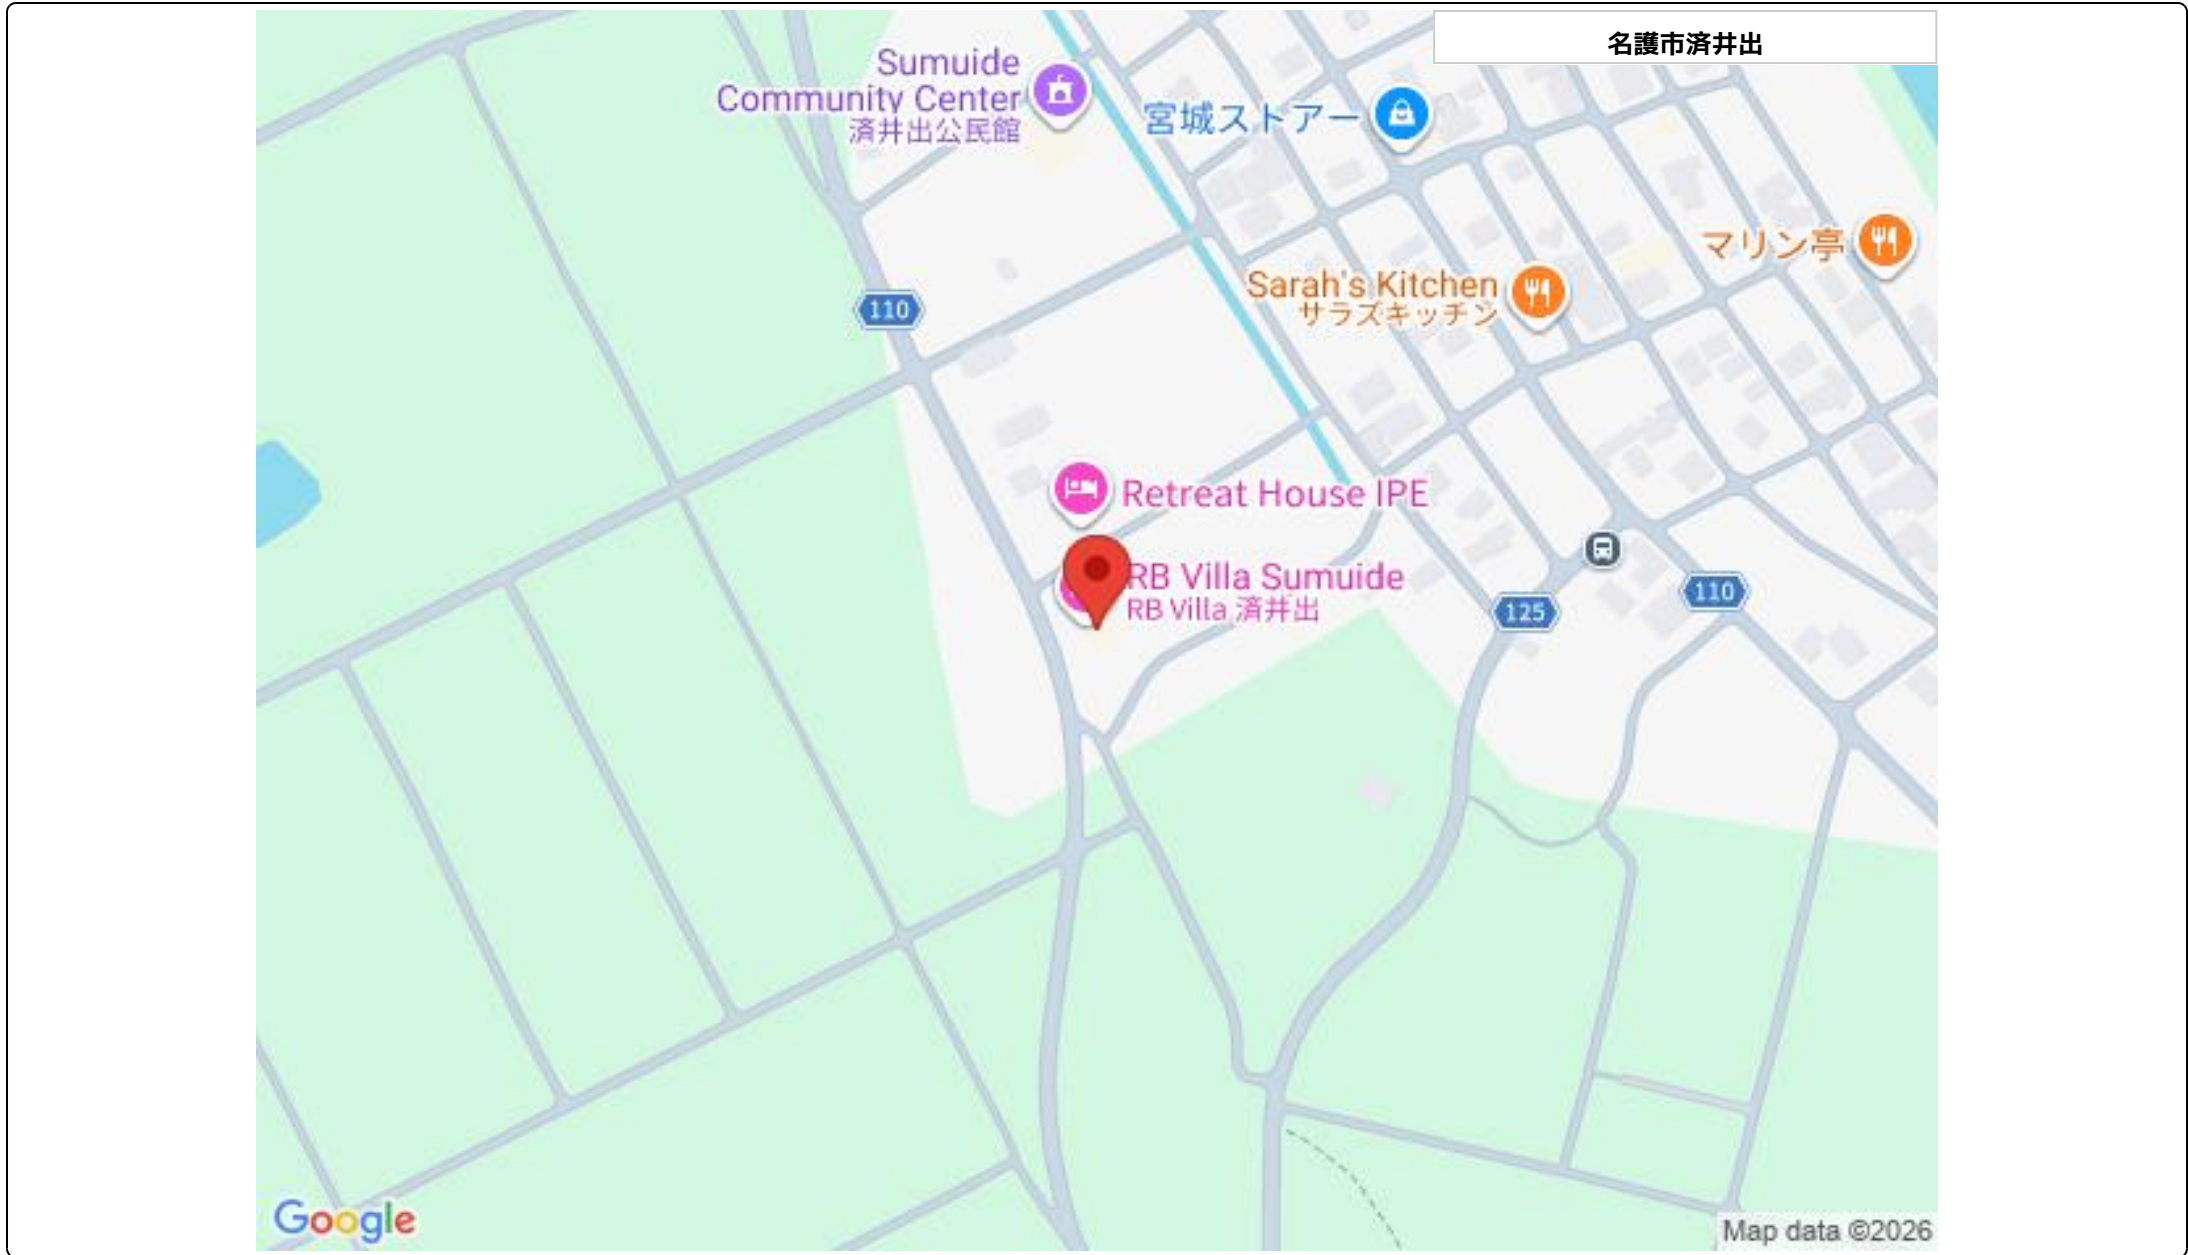 名護市済井出
Sumuide
Community Center
済井出公民館
宮城ストアー
マリン亭
Sarah's Kitchen
サラズキッチン
110
Retreat House IPE
RB Villa Sumuide
RB Villa 済井出
125
110
Google
Map data ©2026